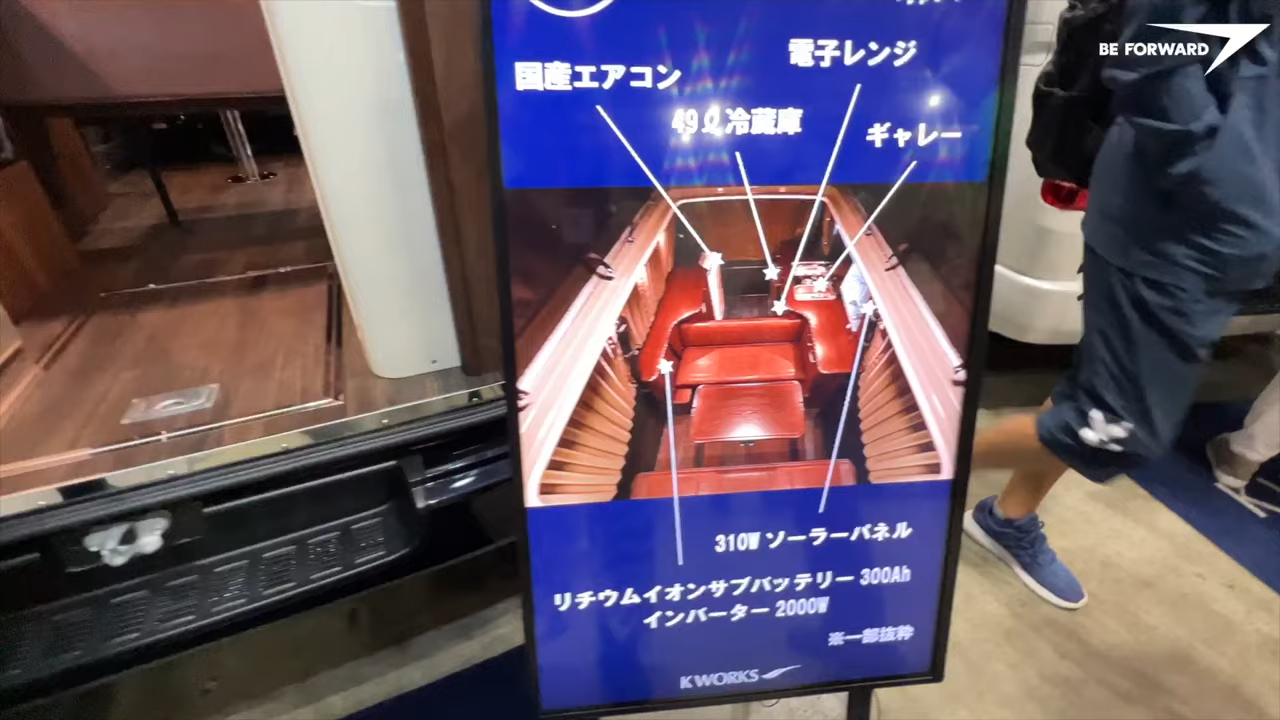 BE FORWARD
電子レンジ
国産エアコン
49ℓ冷蔵庫
ギャレー
310W ソーラーパネル
リチウムイオンサブバッテリー 300Ah
インバーター 2000W
※一部抜粋
K WORKS